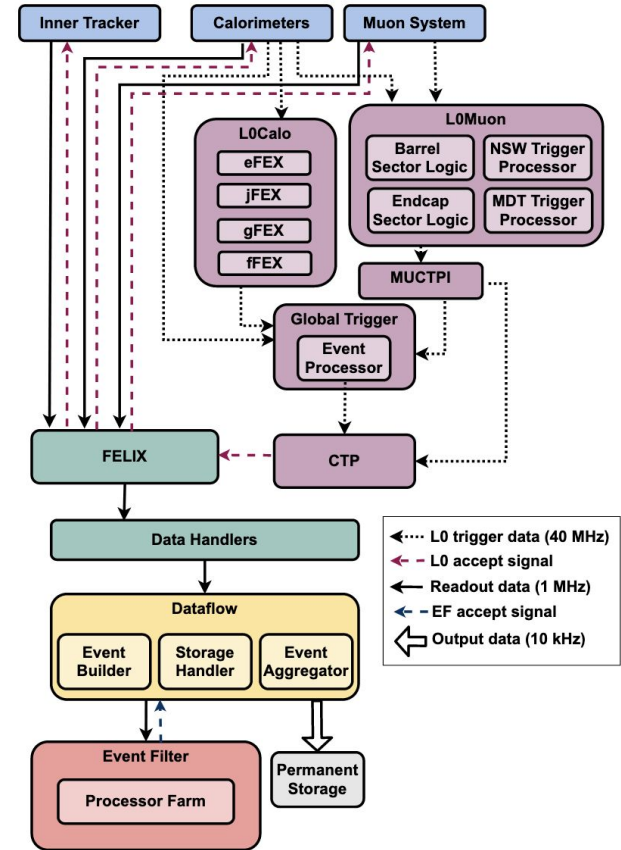 Inner Tracker
Calorimeters
Muon System
L0Calo
eFEX
jFEX
gFEX
fFEX
L0Muon
Barrel
Sector Logic
NSW Trigger
Processor
Endcap
Sector Logic
MDT Trigger
Processor
MUCTPI
Global Trigger
Event
Processor
FELIX
CTP
Data Handlers
L0 trigger data (40 MHz)
L0 accept signal
Readout data (1 MHz)
EF accept signal
Output data (10 kHz)
Dataflow
Event
Builder
Storage
Handler
Event
Aggregator
Event Filter
Processor Farm
Permanent
Storage